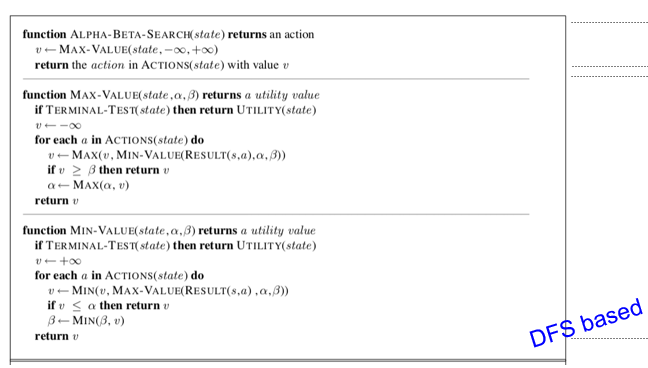 function ALPHA-BETA-SEARCH(state) returns an action
v ← MAX-VALUE(state, −∞, +∞)
return the action in ACTIONS(state) with value v
function MAX-VALUE(state, α, β) returns a utility value
if TERMINAL-TEST(state) then return UTILITY(state)
v ← −∞
for each a in ACTIONS(state) do
v ← MAX(v, MIN-VALUE(RESULT(s,a), α, β))
if v ≥ β then return v
α ← MAX(α, v)
return v
function MIN-VALUE(state, α, β) returns a utility value
if TERMINAL-TEST(state) then return UTILITY(state)
v ← +∞
for each a in ACTIONS(state) do
v ← MIN(v, MAX-VALUE(RESULT(s,a) , α, β))
if v ≤ α then return v
β ← MIN(β, v)
return v
DFS based